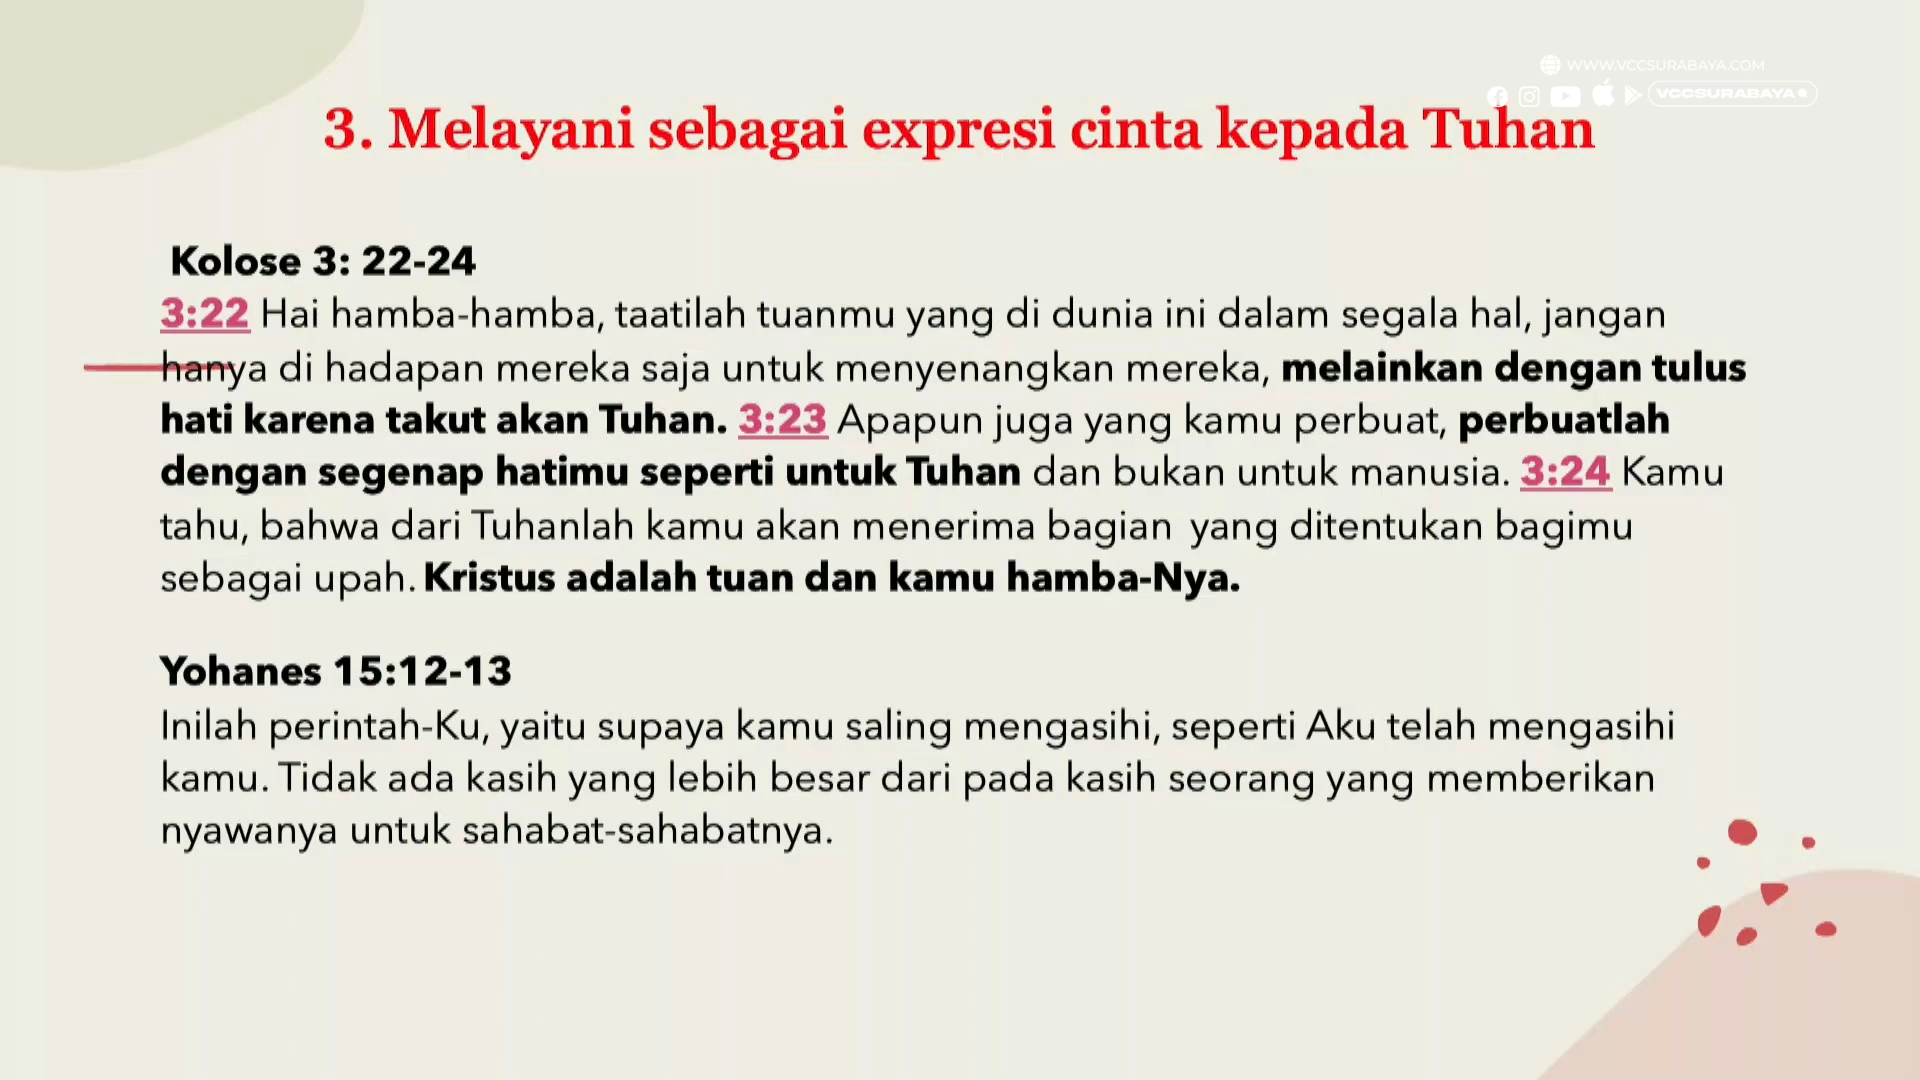 WWW.VCCSURABAYA.COM
VCCSURABAYA
3. Melayani sebagai expresi cinta kepada Tuhan
Kolose 3: 22-24
3:22 Hai hamba-hamba, taatilah tuanmu yang di dunia ini dalam segala hal, jangan
hanya di hadapan mereka saja untuk menyenangkan mereka, melainkan dengan tulus
hati karena takut akan Tuhan. 3:23 Apapun juga yang kamu perbuat, perbuatlah
dengan segenap hatimu seperti untuk Tuhan dan bukan untuk manusia. 3:24 Kamu
tahu, bahwa dari Tuhanlah kamu akan menerima bagian yang ditentukan bagimu
sebagai upah. Kristus adalah tuan dan kamu hamba-Nya.
Yohanes 15:12-13
Inilah perintah-Ku, yaitu supaya kamu saling mengasihi, seperti Aku telah mengasihi
kamu. Tidak ada kasih yang lebih besar dari pada kasih seorang yang memberikan
nyawanya untuk sahabat-sahabatnya.